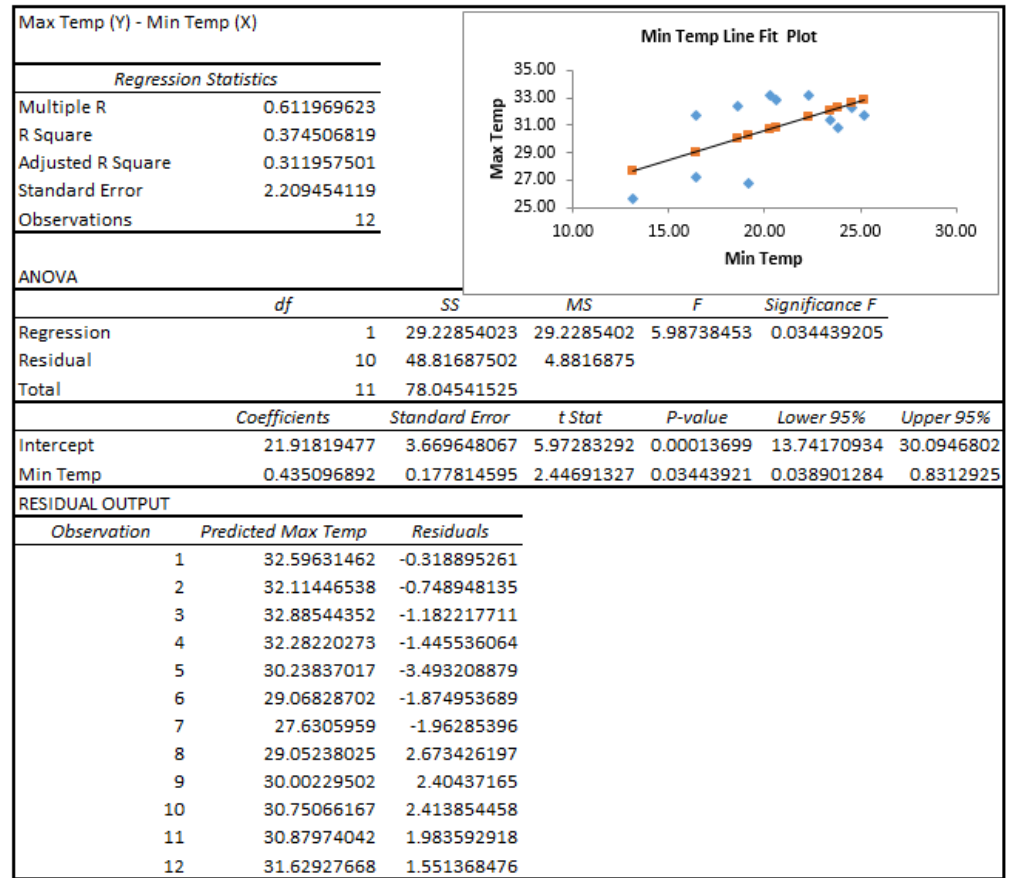 Max Temp (Y) - Min Temp (X)
Regression Statistics
Multiple R 0.611969623
R Square 0.374506819
Adjusted R Square 0.311957501
Standard Error 2.209454119
Observations 12
Min Temp Line Fit Plot
35.00
33.00
31.00
29.00
27.00
25.00
Max Temp
10.00 15.00 20.00 25.00 30.00
Min Temp
ANOVA
df SS MS F Significance F
Regression 1 29.22854023 29.2285402 5.98738453 0.034439205
Residual 10 48.81687502 4.8816875
Total 11 78.04541525
Coefficients Standard Error t Stat P-value Lower 95% Upper 95%
Intercept 21.91819477 3.669648067 5.97283292 0.00013699 13.74170934 30.0946802
Min Temp 0.435096892 0.177814595 2.44691327 0.03443921 0.038901284 0.8312925
RESIDUAL OUTPUT
Observation Predicted Max Temp Residuals
1 32.59631462 -0.318895261
2 32.11446538 -0.748948135
3 32.88544352 -1.182217711
4 32.28220273 -1.445536064
5 30.23837017 -3.493208879
6 29.06828702 -1.874953689
7 27.6305959 -1.96285396
8 29.05238025 2.673426197
9 30.00229502 2.40437165
10 30.75066167 2.413854458
11 30.87974042 1.983592918
12 31.62927668 1.551368476